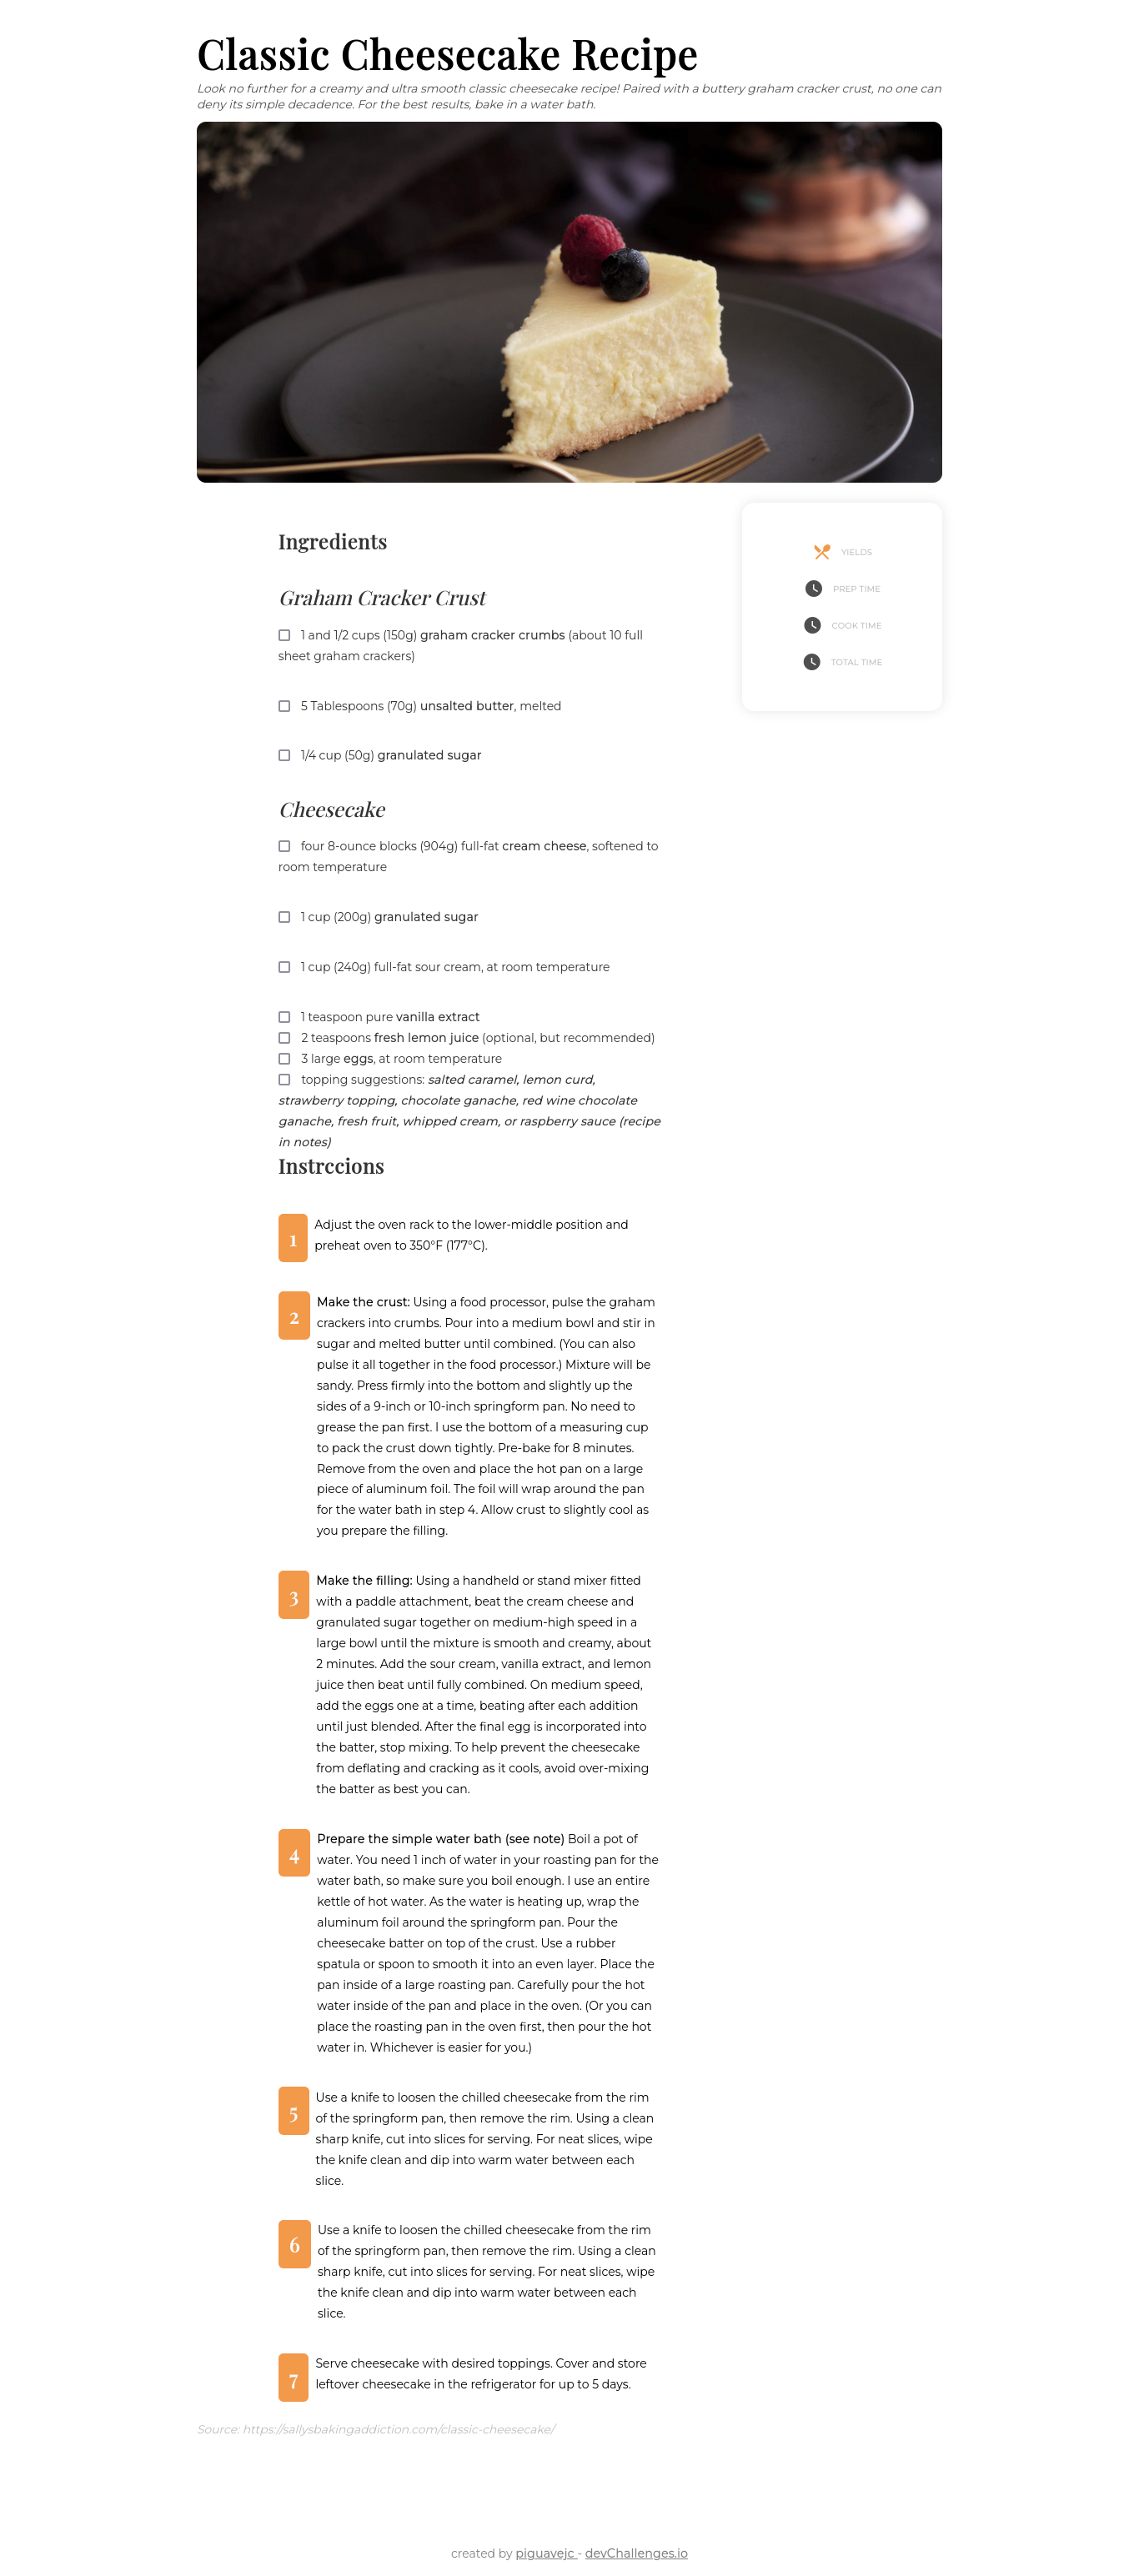 Classic Cheesecake Recipe
Look no further for a creamy and ultra smooth classic cheesecake recipe! Paired with a buttery graham cracker crust, no one can
deny its simple decadence. For the best results, bake in a water bath.
Ingredients
Graham Cracker Crust
1 and 1/2 cups (150g) graham cracker crumbs (about 10 full
sheet graham crackers)
5 Tablespoons (70g) unsalted butter, melted
1/4 cup (50g) granulated sugar
Cheesecake
four 8-ounce blocks (904g) full-fat cream cheese, softened to
room temperature
1 cup (200g) granulated sugar
1 cup (240g) full-fat sour cream, at room temperature
1 teaspoon pure vanilla extract
2 teaspoons fresh lemon juice (optional, but recommended)
3 large eggs, at room temperature
topping suggestions: salted caramel, lemon curd,
strawberry topping, chocolate ganache, red wine chocolate
ganache, fresh fruit, whipped cream, or raspberry sauce (recipe
in notes)
YIELDS
PREP TIME
COOK TIME
TOTAL TIME
Instrccions
1
Adjust the oven rack to the lower-middle position and
preheat oven to 350°F (177°C).
2
Make the crust: Using a food processor, pulse the graham
crackers into crumbs. Pour into a medium bowl and stir in
sugar and melted butter until combined. (You can also
pulse it all together in the food processor.) Mixture will be
sandy. Press firmly into the bottom and slightly up the
sides of a 9-inch or 10-inch springform pan. No need to
grease the pan first. I use the bottom of a measuring cup
to pack the crust down tightly. Pre-bake for 8 minutes.
Remove from the oven and place the hot pan on a large
piece of aluminum foil. The foil will wrap around the pan
for the water bath in step 4. Allow crust to slightly cool as
you prepare the filling.
3
Make the filling: Using a handheld or stand mixer fitted
with a paddle attachment, beat the cream cheese and
granulated sugar together on medium-high speed in a
large bowl until the mixture is smooth and creamy, about
2 minutes. Add the sour cream, vanilla extract, and lemon
juice then beat until fully combined. On medium speed,
add the eggs one at a time, beating after each addition
until just blended. After the final egg is incorporated into
the batter, stop mixing. To help prevent the cheesecake
from deflating and cracking as it cools, avoid over-mixing
the batter as best you can.
4
Prepare the simple water bath (see note) Boil a pot of
water. You need 1 inch of water in your roasting pan for the
water bath, so make sure you boil enough. I use an entire
kettle of hot water. As the water is heating up, wrap the
aluminum foil around the springform pan. Pour the
cheesecake batter on top of the crust. Use a rubber
spatula or spoon to smooth it into an even layer. Place the
pan inside of a large roasting pan. Carefully pour the hot
water inside of the pan and place in the oven. (Or you can
place the roasting pan in the oven first, then pour the hot
water in. Whichever is easier for you.)
5
Use a knife to loosen the chilled cheesecake from the rim
of the springform pan, then remove the rim. Using a clean
sharp knife, cut into slices for serving. For neat slices, wipe
the knife clean and dip into warm water between each
slice.
6
Use a knife to loosen the chilled cheesecake from the rim
of the springform pan, then remove the rim. Using a clean
sharp knife, cut into slices for serving. For neat slices, wipe
the knife clean and dip into warm water between each
slice.
7
Serve cheesecake with desired toppings. Cover and store
leftover cheesecake in the refrigerator for up to 5 days.
Source: https://sallysbakingaddiction.com/classic-cheesecake/
created by piguavejc - devChallenges.io